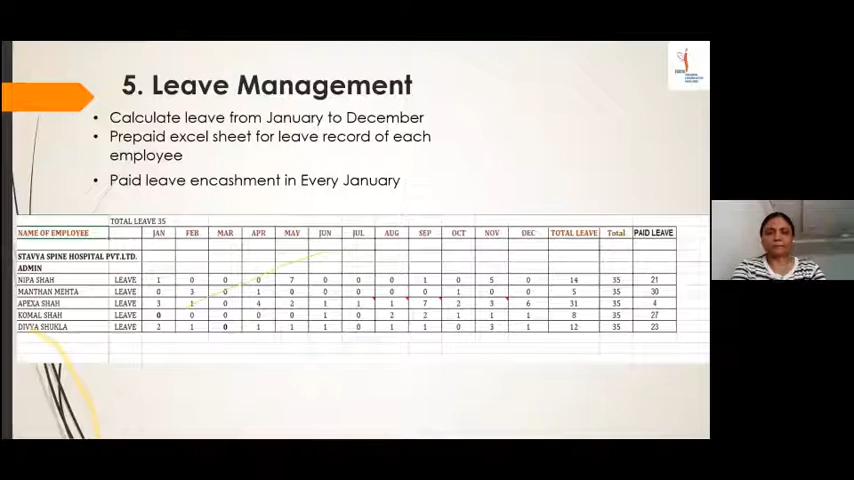 5. Leave Management
• Calculate leave from January to December
• Prepaid excel sheet for leave record of each
employee
• Paid leave encashment in Every January
TOTAL LEAVE 35
NAME OF EMPLOYEE JAN FEB MAR APR MAY JUN JUL AUG SEP OCT NOV DEC TOTAL LEAVE Total PAID LEAVE
STAVYA SPINE HOSPITAL PVT.LTD.
ADMIN
NIPA SHAH LEAVE 1 0 0 0 7 0 0 0 1 0 5 0 14 35 21
MANTHAN MEHTA LEAVE 0 3 0 1 0 0 0 0 0 1 0 0 5 35 30
APEXA SHAH LEAVE 3 1 0 4 2 1 1 1 7 2 3 6 31 35 4
KOMAL SHAH LEAVE 0 0 0 0 0 1 0 2 2 1 1 1 8 35 27
DIVYA SHUKLA LEAVE 2 1 0 1 1 1 0 1 1 0 3 1 12 35 23